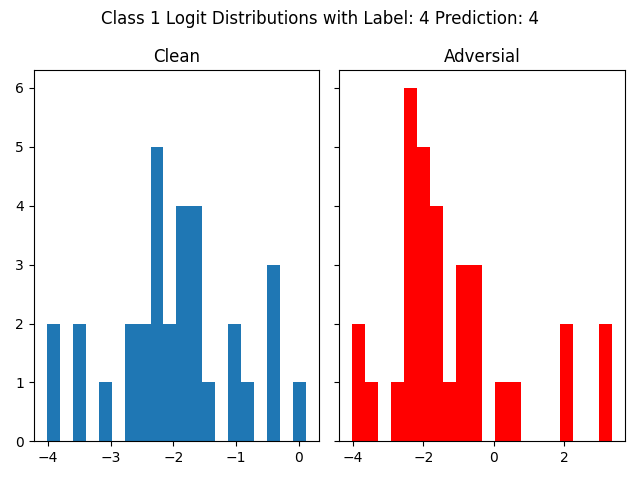 Class 1 Logit Distributions with Label: 4 Prediction: 4
Clean
Adversial
6
5
4
3
2
1
0
−4 −3 −2 −1 0
−4 −2 0 2